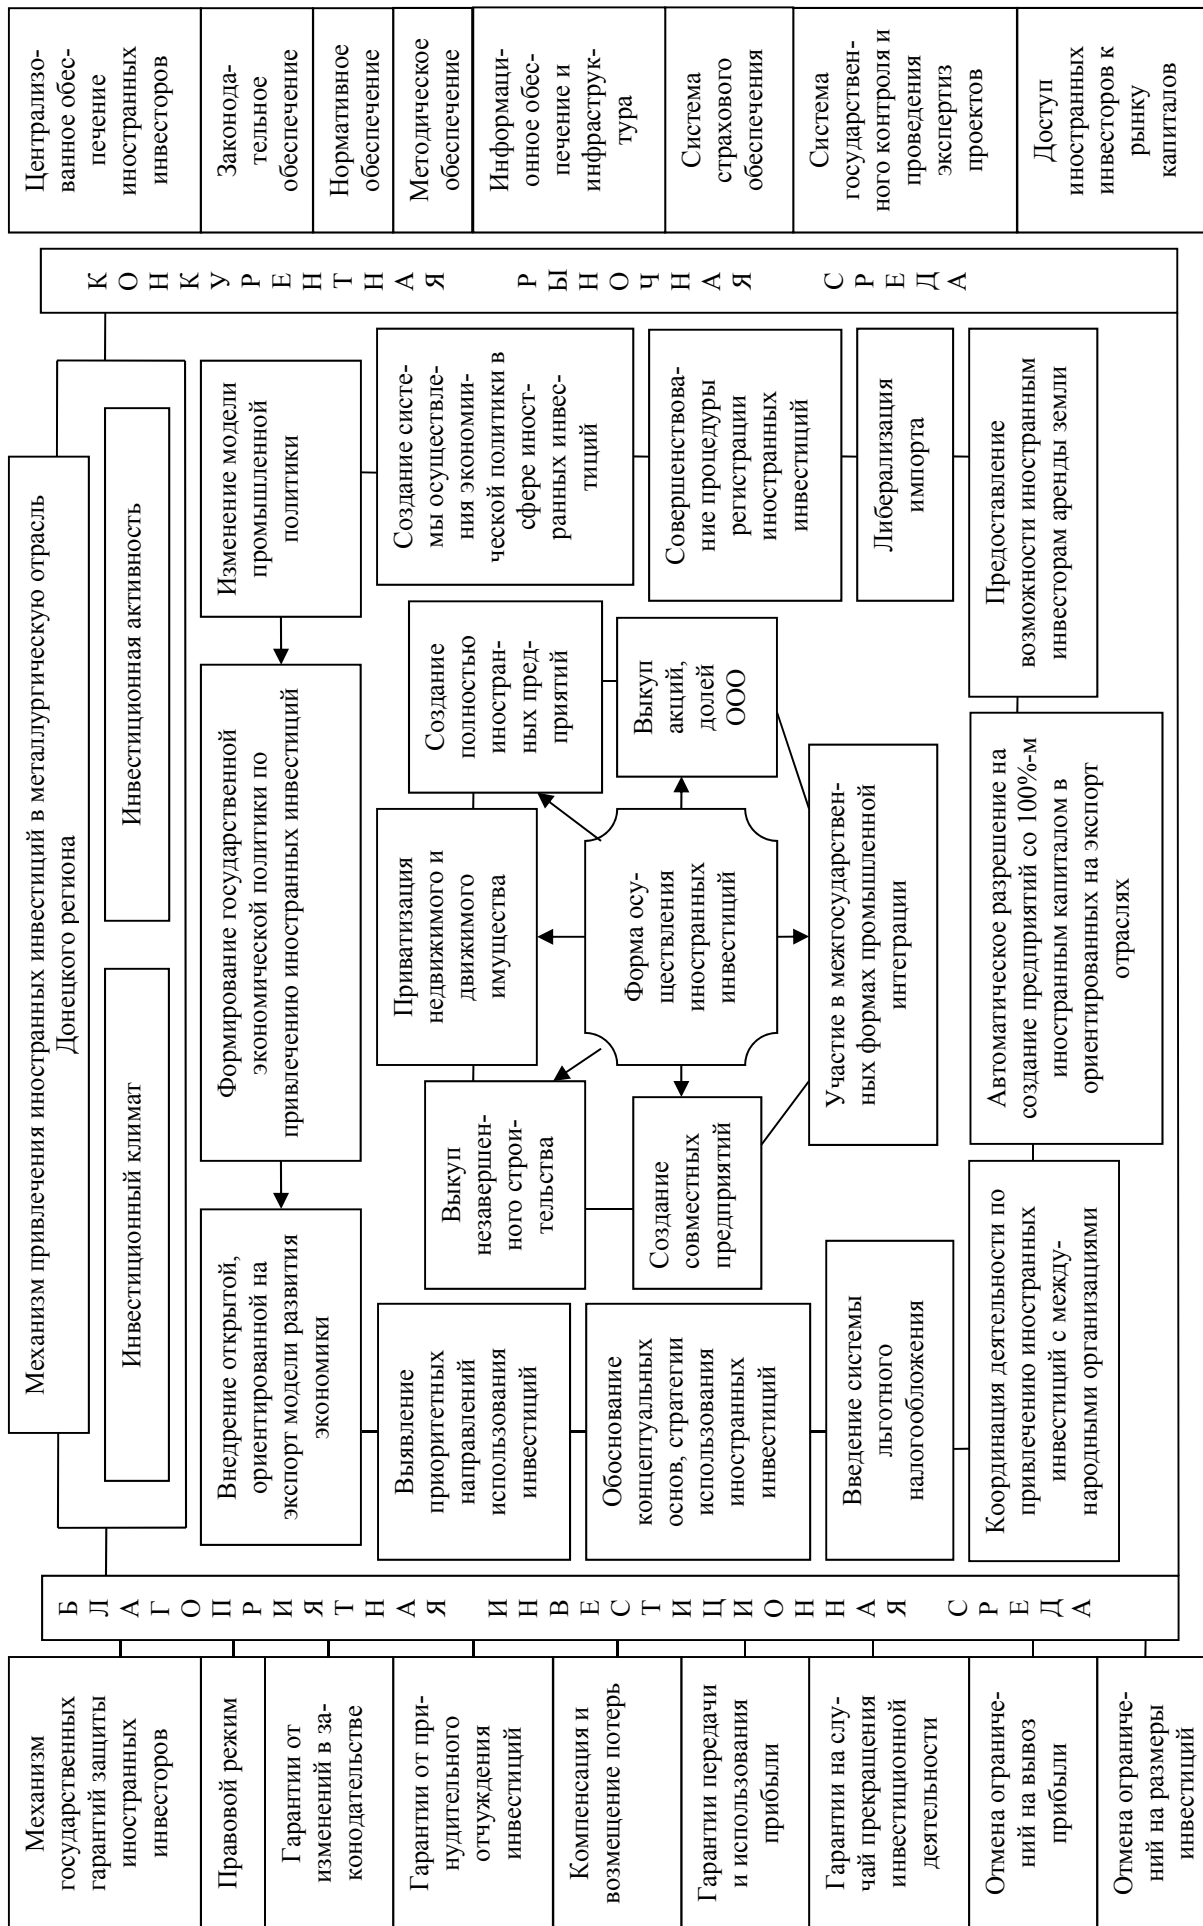 Механизм привлечения иностранных инвестиций в металлургическую отрасль
Донецкого региона
Инвестиционный климат
Инвестиционная активность
Механизм
государственных
гарантий защиты
иностранных
инвесторов
Правовой режим
Гарантии от
изменений в за-
конодательстве
Гарантии от при-
нудительного
отчуждения
инвестиций
Компенсация и
возмещение потерь
Гарантии передачи
и использования
прибыли
Гарантии на слу-
чай прекращения
инвестиционной
деятельности
Отмена ограниче-
ний на вывоз
прибыли
Отмена ограниче-
ний на размеры
инвестиций
Б Л А Г О П Р И Я Т Н А Я И Н В Е С Т И Ц И О Н Н А Я С Р Е Д А
Внедрение открытой,
ориентированной на
экспорт модели развития
экономики
Формирование государственной
экономической политики по
привлечению иностранных инвестиций
Изменение модели
промышленной
политики
Выявление
приоритетных
направлений
использования
инвестиций
Обоснование
концептуальных
основ, стратегии
использования
иностранных
инвестиций
Введение системы
льготного
налогообложения
Координация деятельности по
привлечению иностранных
инвестиций с между-
народными организациями
Выкуп
незавершен-
ного строи-
тельства
Приватизация
недвижимого и
движимого
имущества
Создание
полностью
иностран-
ных пред-
приятий
Создание
совместных
предприятий
Форма осу-
ществления
иностранных
инвестиций
Выкуп
акций,
долей
ООО
Участие в межгосударствен-
ных формах промышленной
интеграции
Автоматическое разрешение на
создание предприятий со 100%-м
иностранным капиталом в
ориентированных на экспорт
отраслях
Создание систе-
мы осуществле-
ния экономи-
ческой политики в
сфере иност-
ранных инвес-
тиций
Совершенствова-
ние процедуры
регистрации
иностранных
инвестиций
Либерализация
импорта
Предоставление
возможности иностранным
инвесторам аренды земли
К О Н К У Р Е Н Т Н А Я Р Ы Н О Ч Н А Я С Р Е Д А
Централизо-
ванное обес-
печение
иностранных
инвесторов
Законода-
тельное
обеспечение
Нормативное
обеспечение
Методическое
обеспечение
Информаци-
онное обес-
печение и
инфраструк-
тура
Система
страхового
обеспечения
Система
государствен-
ного контроля и
проведения
экспертиз
проектов
Доступ
иностранных
инвесторов к
рынку
капиталов